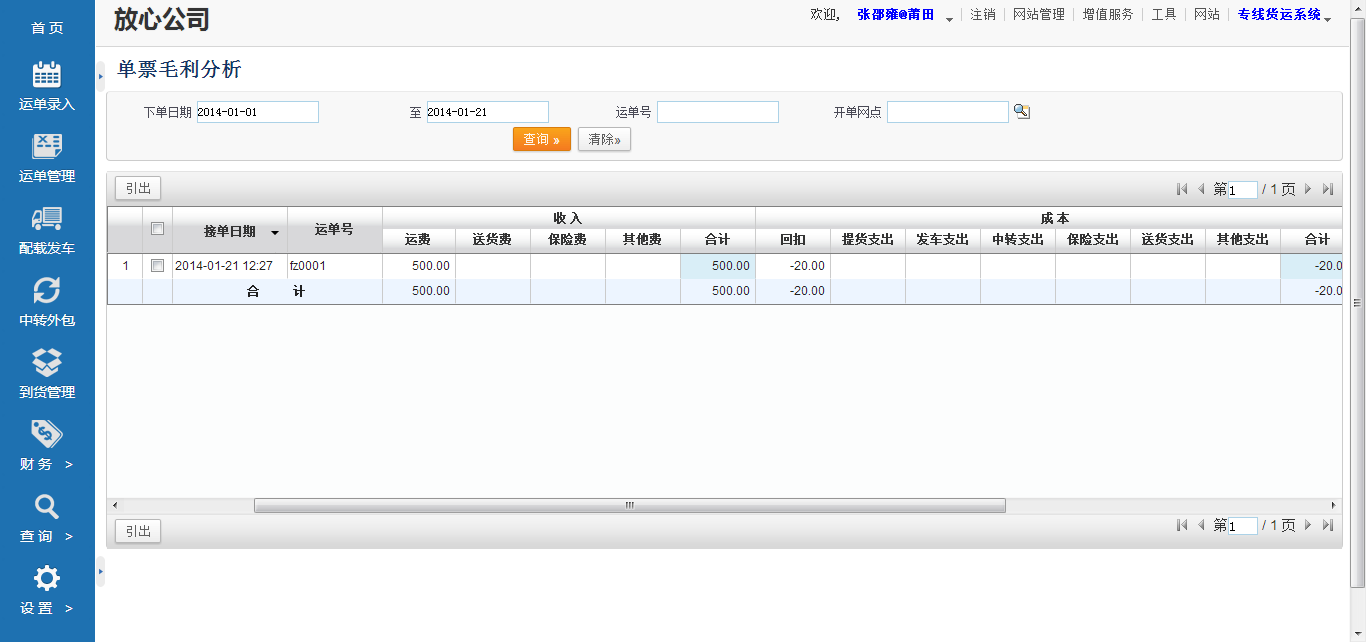 放心公司
欢迎, 张邵雍@莆田 注销 网站管理 增值服务 工具 网站 专线货运系统
首页
运单录入
运单管理
配载发车
中转外包
到货管理
财务 >
查询 >
设置 >
单票毛利分析
下单日期 2014-01-01 至 2014-01-21 运单号 开单网点
查询 » 清除»
引出 第1 / 1 页
接单日期 运单号 收入 成本
运费 送货费 保险费 其他费 合计 回扣 提货支出 发车支出 中转支出 保险支出 送货支出 其他支出 合计
1 2014-01-21 12:27 fz0001 500.00 500.00 -20.00 -20.0
合 计 500.00 500.00 -20.00 -20.0
引出 第1 / 1 页